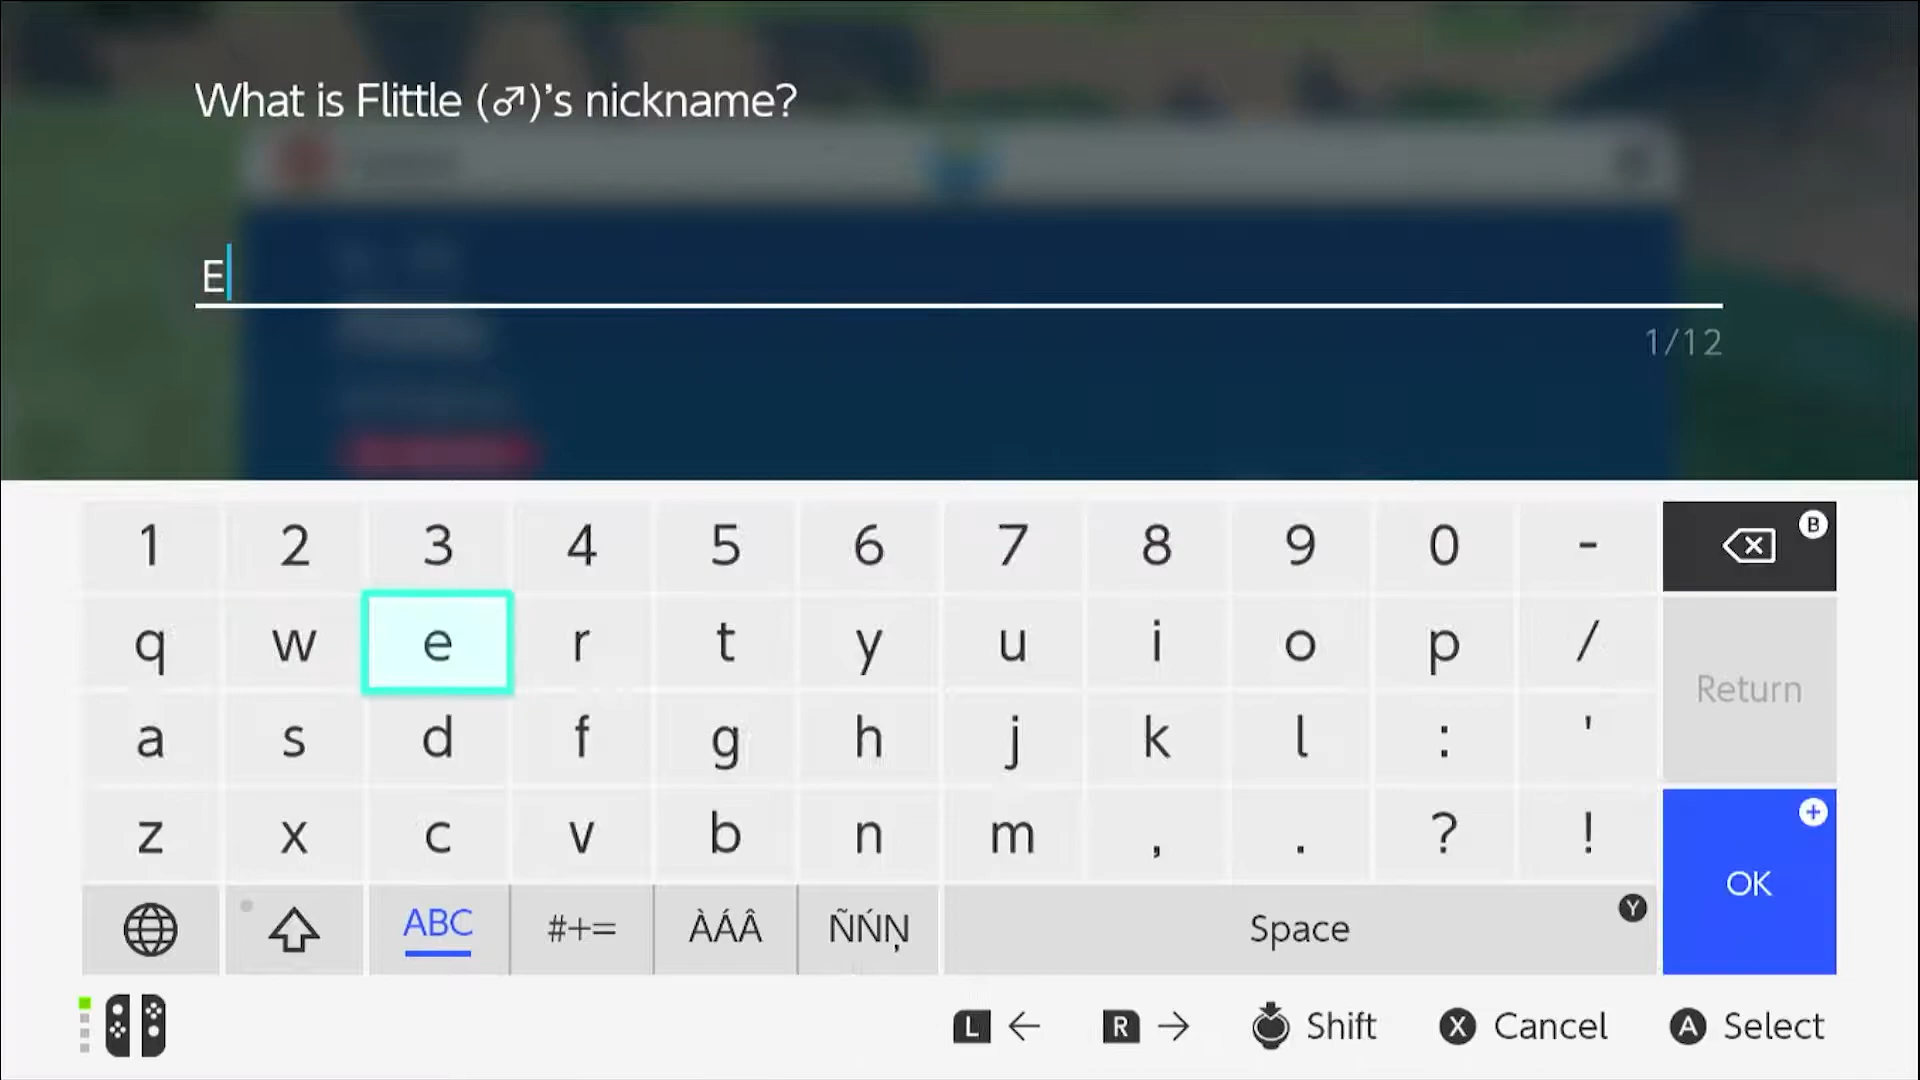 What is Flittle (♂)'s nickname?
E
1/12
1 2 3 4 5 6 7 8 9 0 -
q w e r t y u i o p /
Return
a s d f g h j k l : '
z x c v b n m , . ? !
OK
ABC #+= ÀÁÂ ÑŃŅ Space
B
+
Y
L ← R → Shift X Cancel A Select